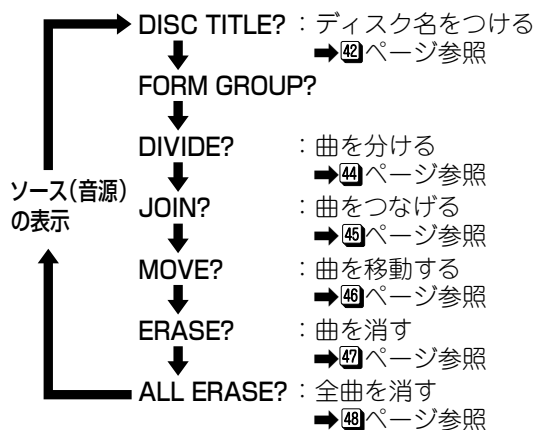 DISC TITLE? : ディスク名をつける
➡42ページ参照
FORM GROUP?
DIVIDE? : 曲を分ける
➡44ページ参照
ソース(音源)
の表示
JOIN? : 曲をつなげる
➡45ページ参照
MOVE? : 曲を移動する
➡46ページ参照
ERASE? : 曲を消す
➡47ページ参照
ALL ERASE? : 全曲を消す
➡48ページ参照